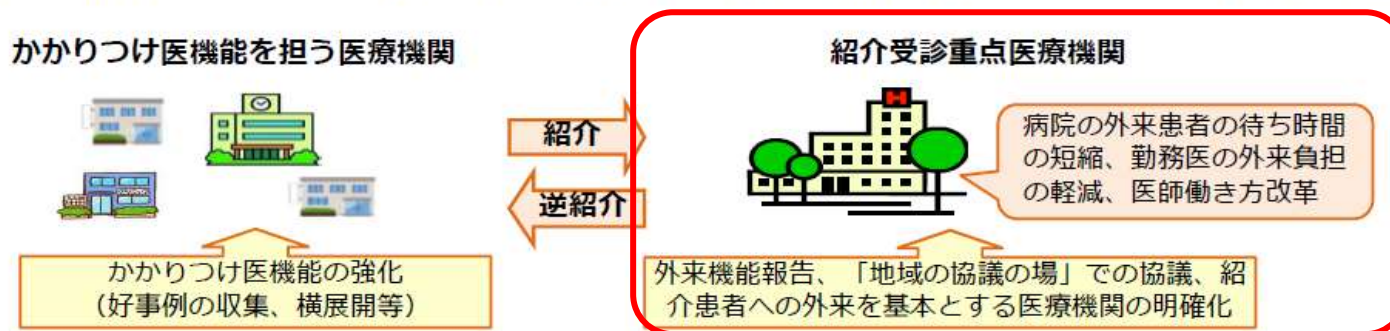 かかりつけ医機能を担う医療機関
紹介受診重点医療機関
紹介
逆紹介
病院の外来患者の待ち時間
の短縮、勤務医の外来負担
の軽減、医師働き方改革
かかりつけ医機能の強化
（好事例の収集、横展開等）
外来機能報告、「地域の協議の場」での協議、紹
介患者への外来を基本とする医療機関の明確化
H